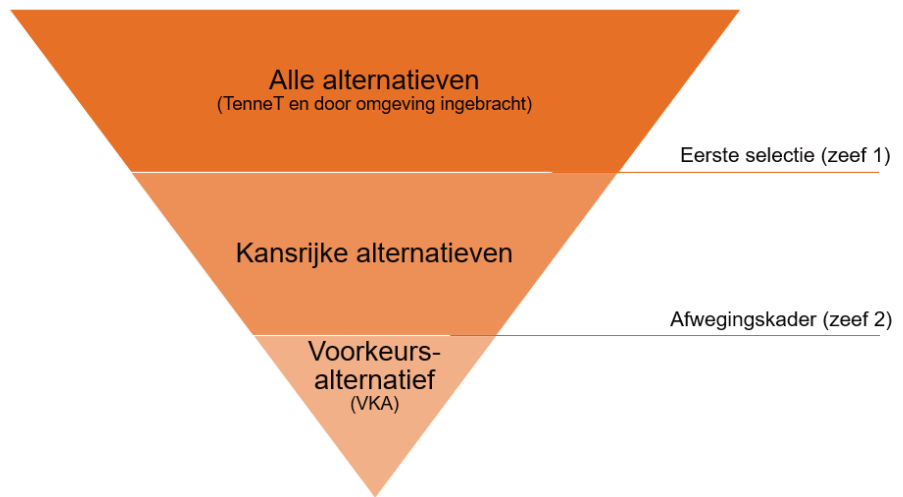 Alle alternatieven
(TenneT en door omgeving ingebracht)
Eerste selectie (zeef 1)
Kansrijke alternatieven
Afwegingskader (zeef 2)
Voorkeurs-
alternatief
(VKA)